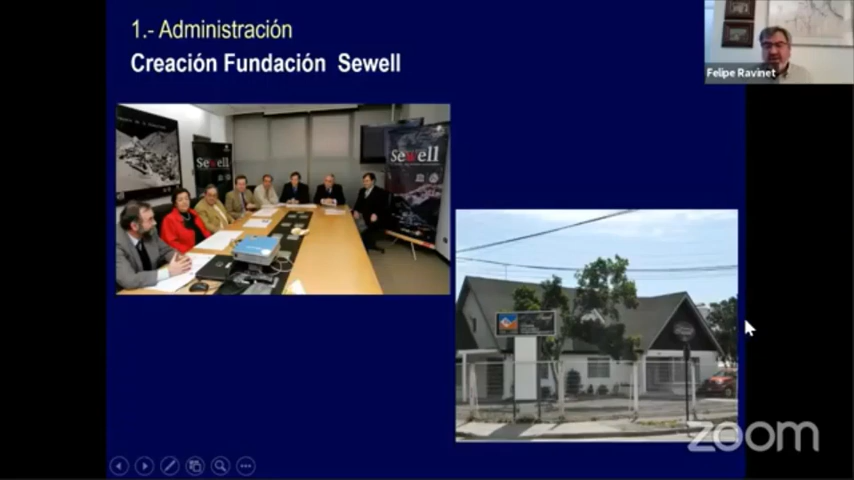 1.- Administración
Creación Fundación Sewell
Felipe Ravinet
Sewell
Sewell
zoom